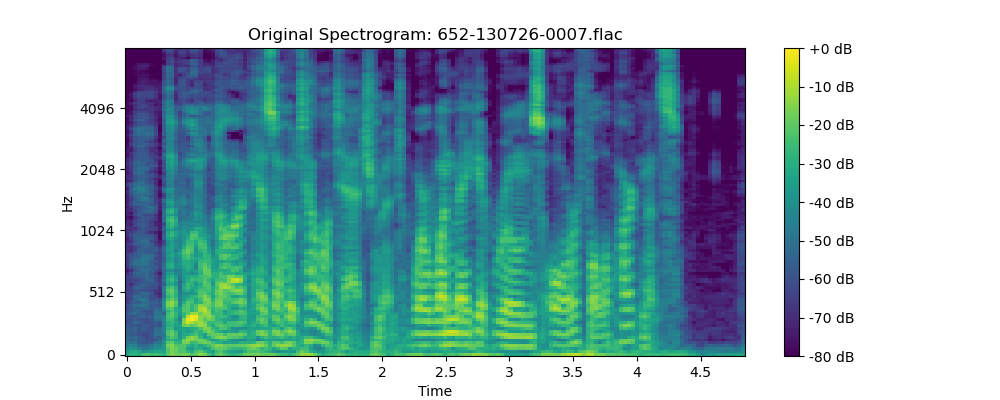 Original Spectrogram: 652-130726-0007.flac
Hz
4096
2048
1024
512
0
0 0.5 1 1.5 2 2.5 3 3.5 4 4.5
Time
+0 dB
-10 dB
-20 dB
-30 dB
-40 dB
-50 dB
-60 dB
-70 dB
-80 dB